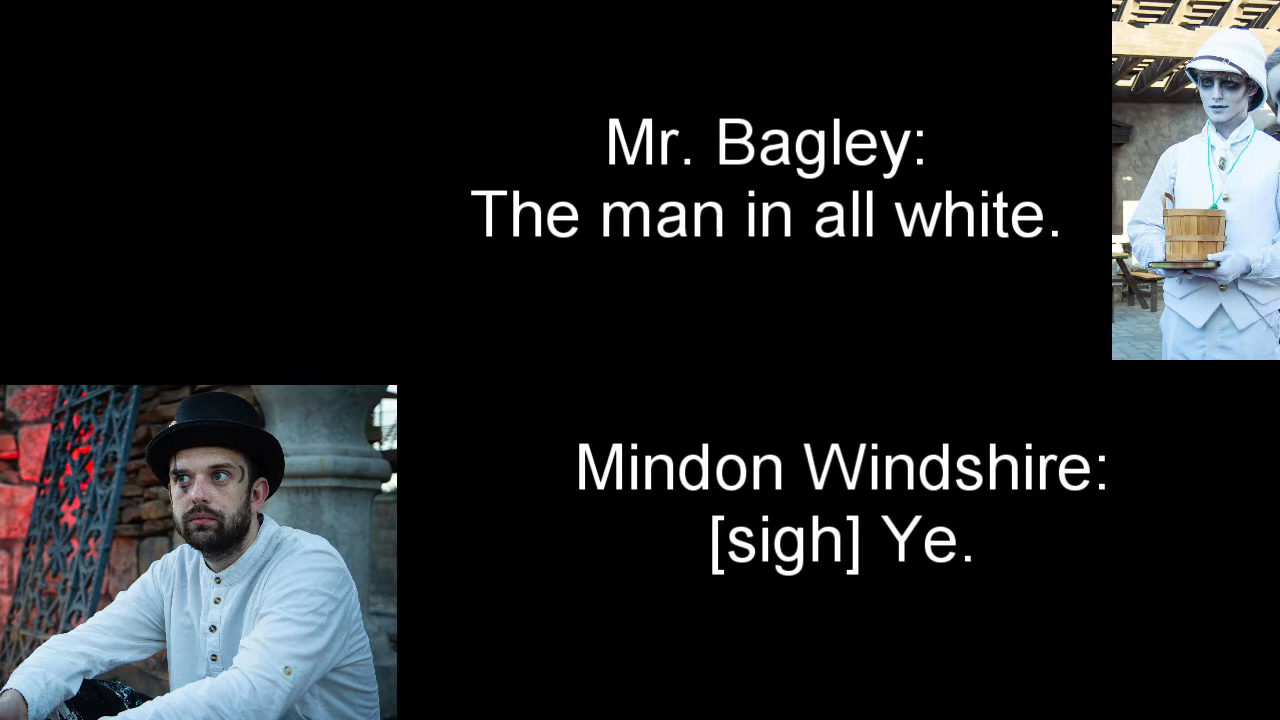 Mr. Bagley:
The man in all white.
Mindon Windshire:
[sigh] Ye.